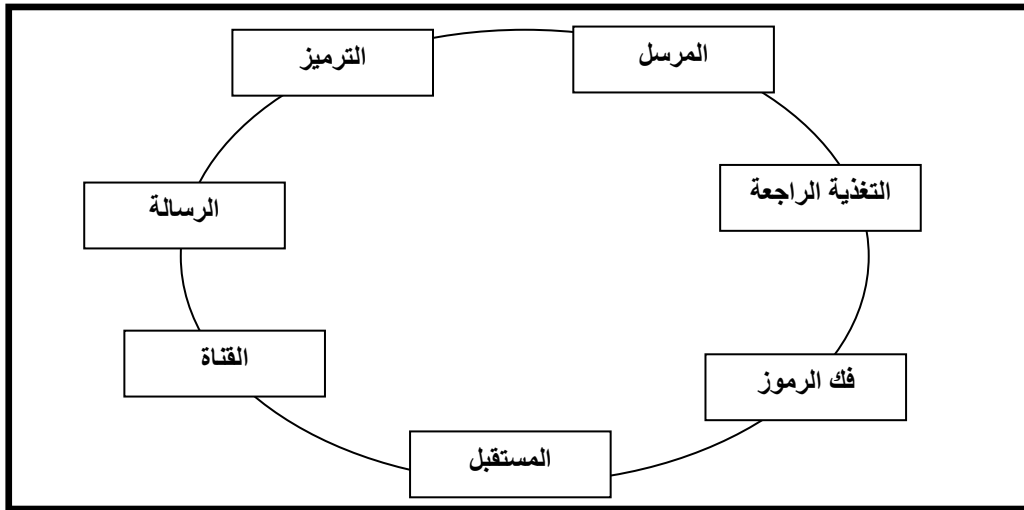 المرسل
الترميز
التغذية الراجعة
الرسالة
القناة
فك الرموز
المستقبل